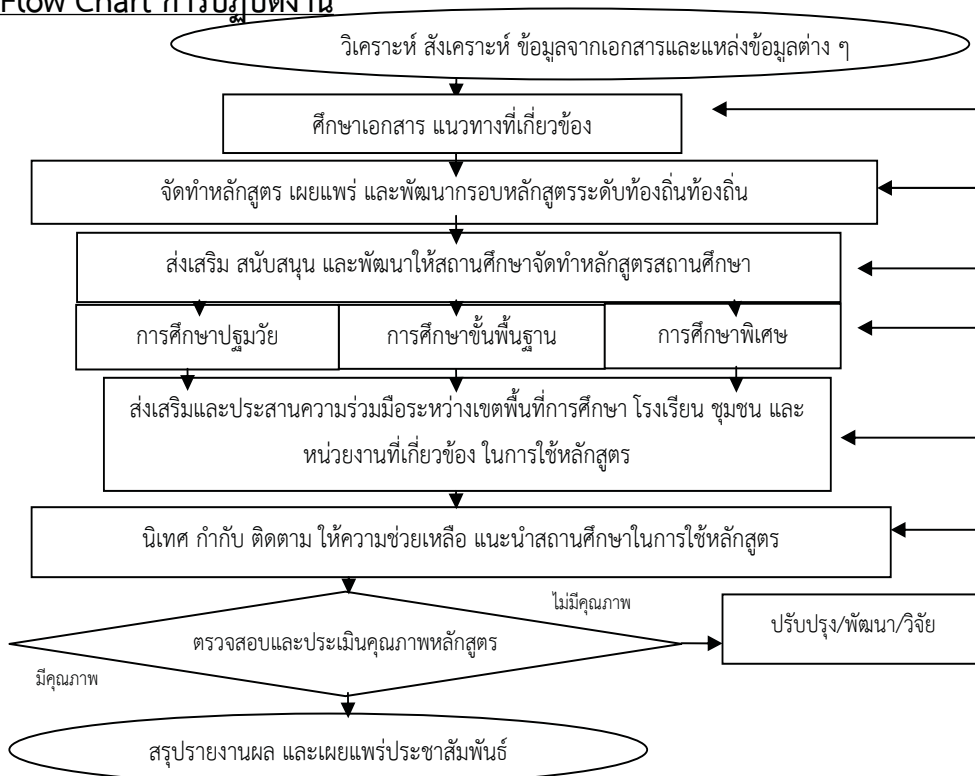 Flow Chart การปฏิบัติงาน
วิเคราะห์ สังเคราะห์ ข้อมูลจากเอกสารและแหล่งข้อมูลต่าง ๆ
ศึกษาเอกสาร แนวทางที่เกี่ยวข้อง
จัดทำหลักสูตร เผยแพร่ และพัฒนากรอบหลักสูตรระดับท้องถิ่นท้องถิ่น
ส่งเสริม สนับสนุน และพัฒนาให้สถานศึกษาจัดทำหลักสูตรสถานศึกษา
การศึกษาปฐมวัย
การศึกษาขั้นพื้นฐาน
การศึกษาพิเศษ
ส่งเสริมและประสานความร่วมมือระหว่างเขตพื้นที่การศึกษา โรงเรียน ชุมชน และ
หน่วยงานที่เกี่ยวข้อง ในการใช้หลักสูตร
นิเทศ กำกับ ติดตาม ให้ความช่วยเหลือ แนะนำสถานศึกษาในการใช้หลักสูตร
ไม่มีคุณภาพ
ปรับปรุง/พัฒนา/วิจัย
ตรวจสอบและประเมินคุณภาพหลักสูตร
มีคุณภาพ
สรุปรายงานผล และเผยแพร่ประชาสัมพันธ์